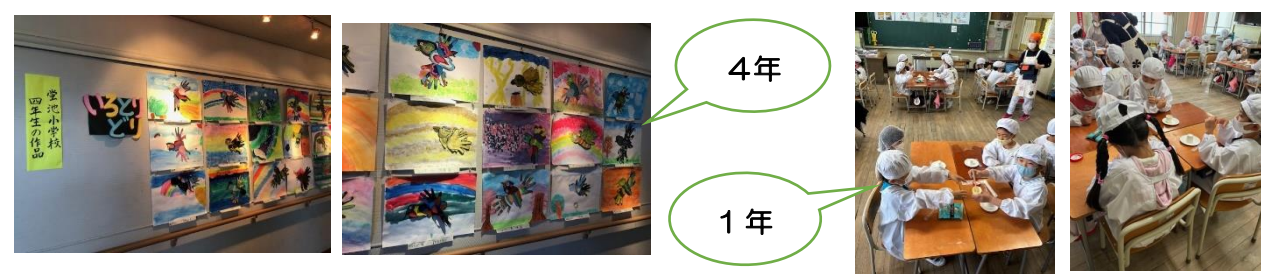 螢池小学校
四年生の作品
いろとり
どり
４年
１年